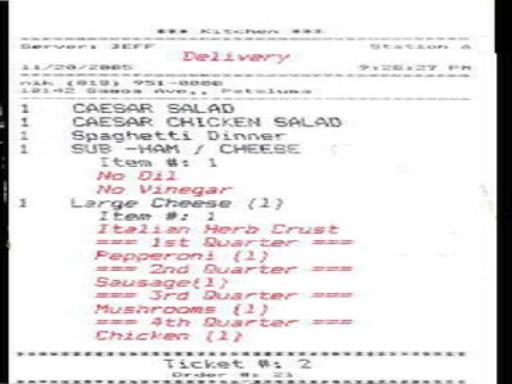 *** Kitchen ***
Server: JEFF Station 6
Delivery
11/20/2005 9:28:27 PM
nik (818) 951-0000
10142 Samoa Ave., Petaluma
1 CAESAR SALAD
1 CAESAR CHICKEN SALAD
1 Spaghetti Dinner
1 SUB -HAM / CHEESE
Item #: 1
No Oil
No Vinegar
1 Large Cheese (1)
Item #: 1
Italian Herb Crust
=== 1st Quarter ===
Pepperoni (1)
=== 2nd Quarter ===
Sausage(1)
=== 3rd Quarter ===
Mushrooms (1)
=== 4th Quarter ===
Chicken (1)
Ticket #: 2
Order #: 21